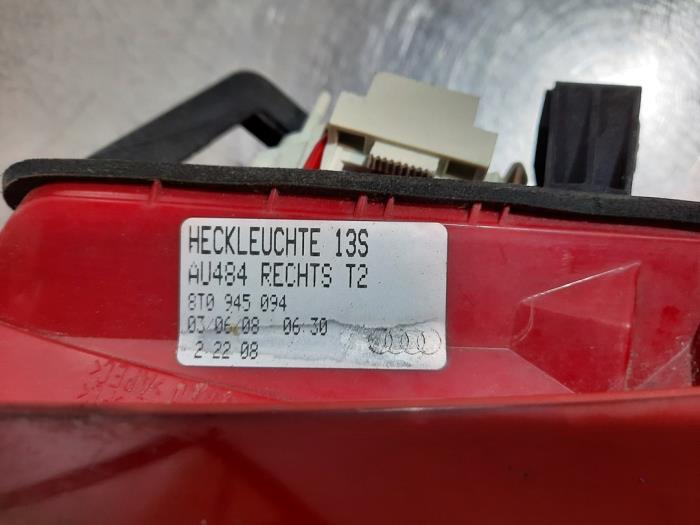 HECKLEUCHTE 13S
AU484 RECHTS T2
8T0 945 094
03/06/08 06:30
2 22 08